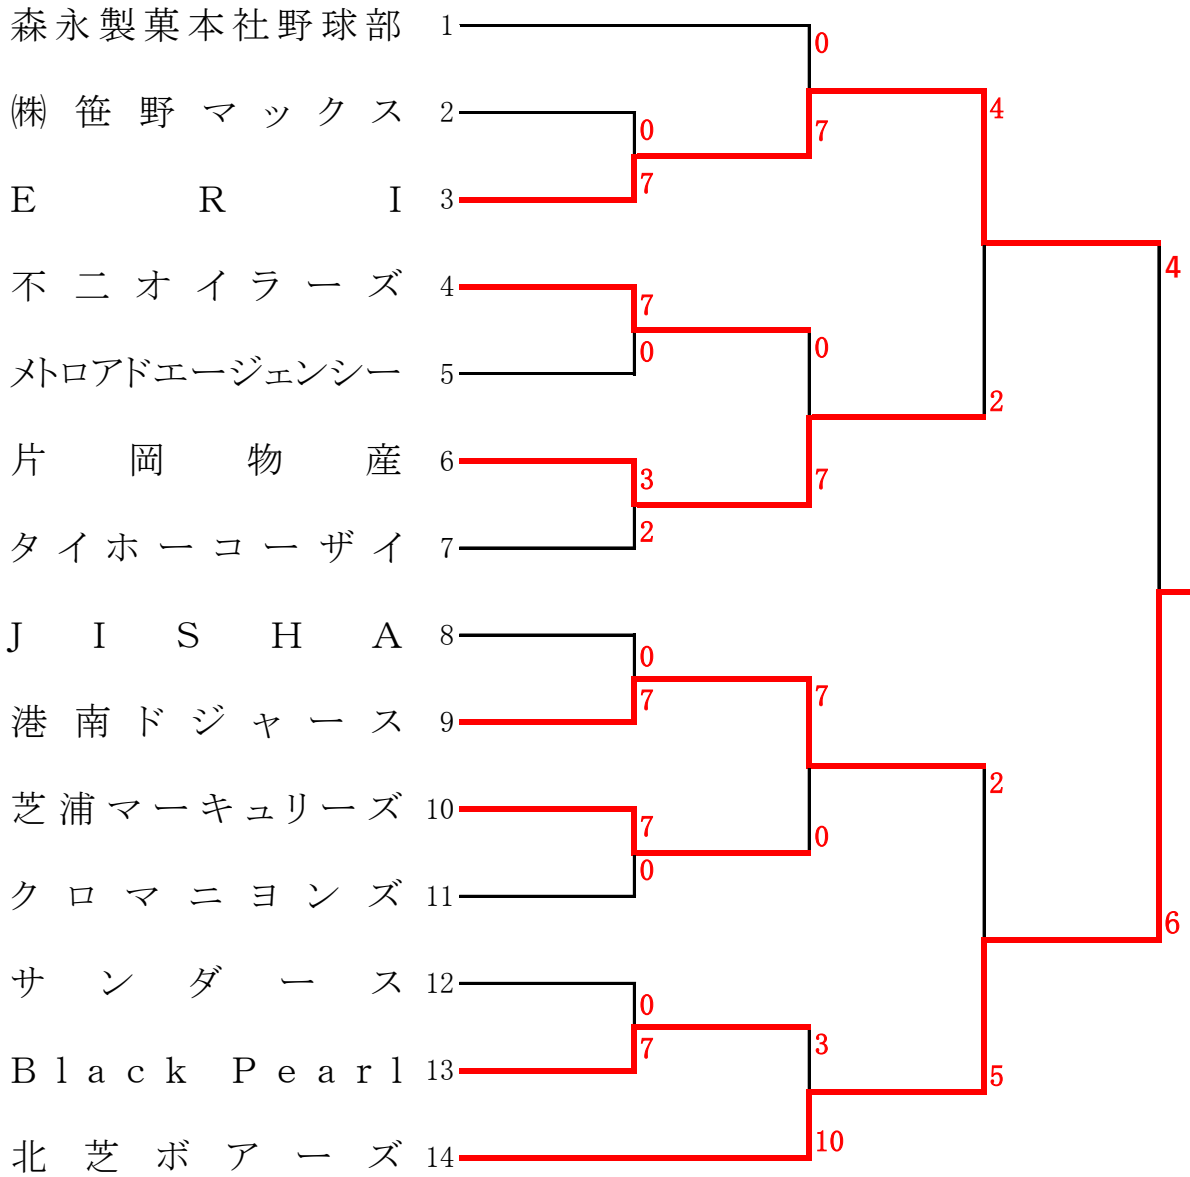 森永製菓本社野球部 1
0
4
㈱笹野マックス 2
0
7
7
ERI 3
4
不二オイラーズ 4
7
0
0
メトロアドエージェンシー 5
2
片岡物産 6
3
7
2
タイホーコーザイ 7
JISHA 8
0
7
7
港南ドジャース 9
2
芝浦マーキュリーズ 10
7
0
0
クロマニヨンズ 11
6
サンダース 12
0
3
7
Black Pearl 13
5
10
北芝ボアーズ 14